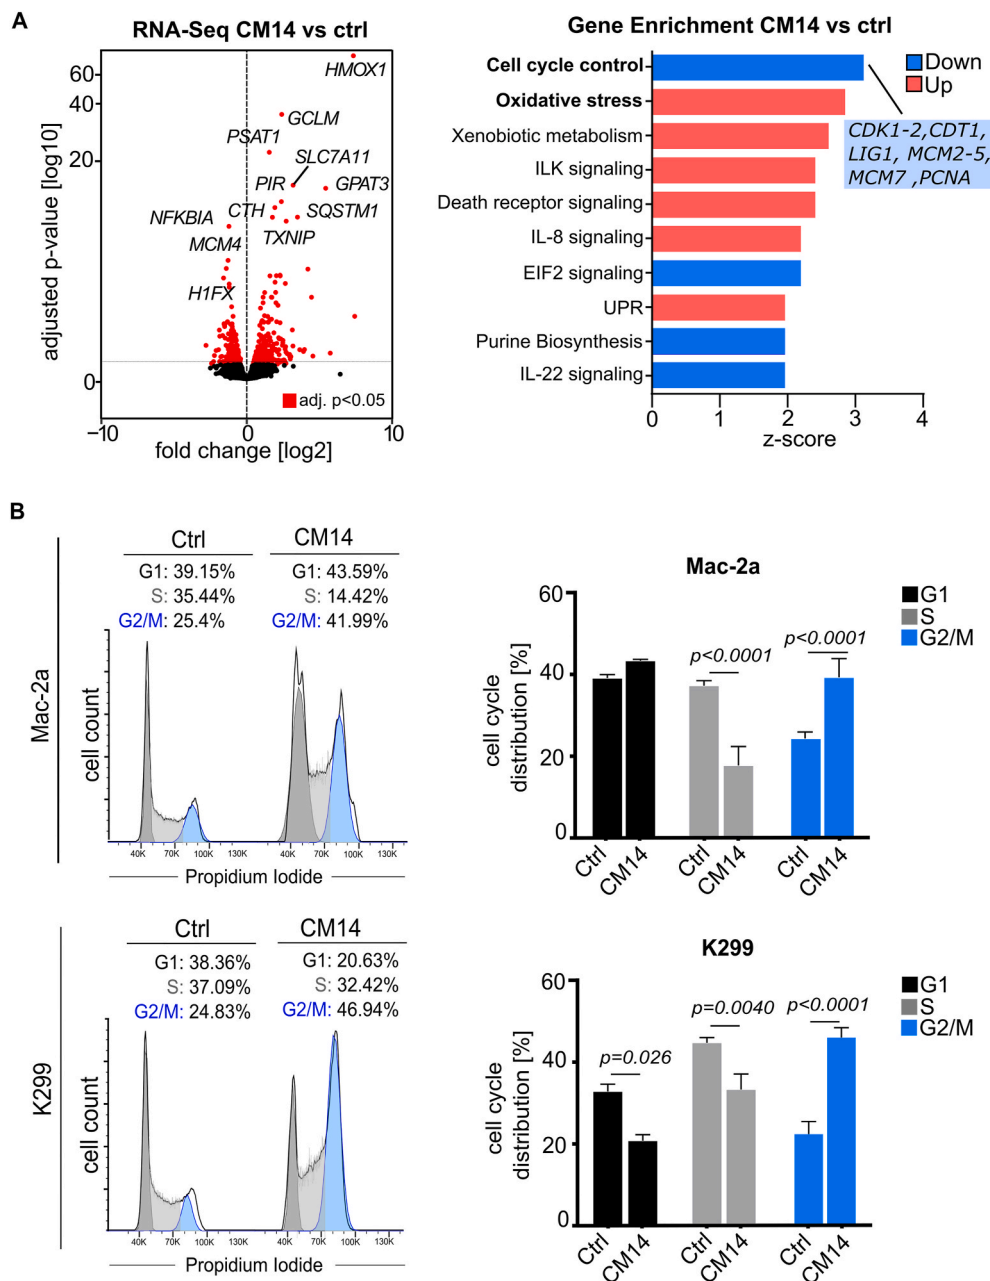 A
RNA-Seq CM14 vs ctrl
adjusted p-value [log10]
60
40
20
0
HMOX1
GCLM
PSAT1
SLC7A11
PIR
GPAT3
CTH
SQSTM1
NFKBIA
TXNIP
MCM4
H1FX
adj. p<0.05
−10
0
10
fold change [log2]
Gene Enrichment CM14 vs ctrl
Cell cycle control
Oxidative stress
Xenobiotic metabolism
ILK signaling
Death receptor signaling
IL-8 signaling
EIF2 signaling
UPR
Purine Biosynthesis
IL-22 signaling
Down
Up
CDK1-2,CDT1,
LIG1, MCM2-5,
MCM7 ,PCNA
0 1 2 3 4
z-score
B
Mac-2a
Ctrl
G1: 39.15%
S: 35.44%
G2/M: 25.4%
CM14
G1: 43.59%
S: 14.42%
G2/M: 41.99%
cell count
40K 70K 100K 130K
40K 70K 100K 130K
Propidium Iodide
Mac-2a
cell cycle
distribution [%]
60
40
20
0
p<0.0001
p<0.0001
G1
S
G2/M
Ctrl
CM14
Ctrl
CM14
Ctrl
CM14
K299
Ctrl
G1: 38.36%
S: 37.09%
G2/M: 24.83%
CM14
G1: 20.63%
S: 32.42%
G2/M: 46.94%
cell count
40K 70K 100K 130K
40K 70K 100K 130K
Propidium Iodide
K299
cell cycle
distribution [%]
60
40
20
0
p=0.026
p=0.0040
p<0.0001
G1
S
G2/M
Ctrl
CM14
Ctrl
CM14
Ctrl
CM14